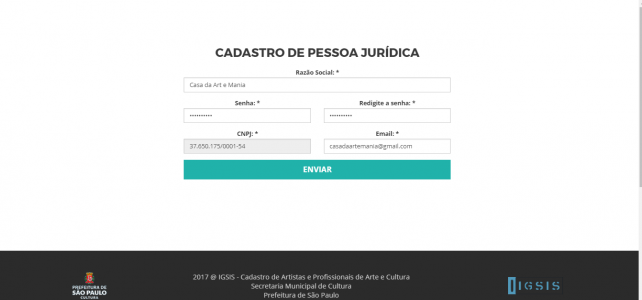 CADASTRO DE PESSOA JURÍDICA
Razão Social: *
Casa da Art e Mania
Senha: * Redigite a senha: *
•••••••••• ••••••••••
CNPJ: * Email: *
37.650.175/0001-54 casadaartemania@gmail.com
ENVIAR
2017 @ IGSIS - Cadastro de Artistas e Profissionais de Arte e Cultura
Secretaria Municipal de Cultura
Prefeitura de São Paulo
PREFEITURA DE
SÃO PAULO
CULTURA
IGSIS